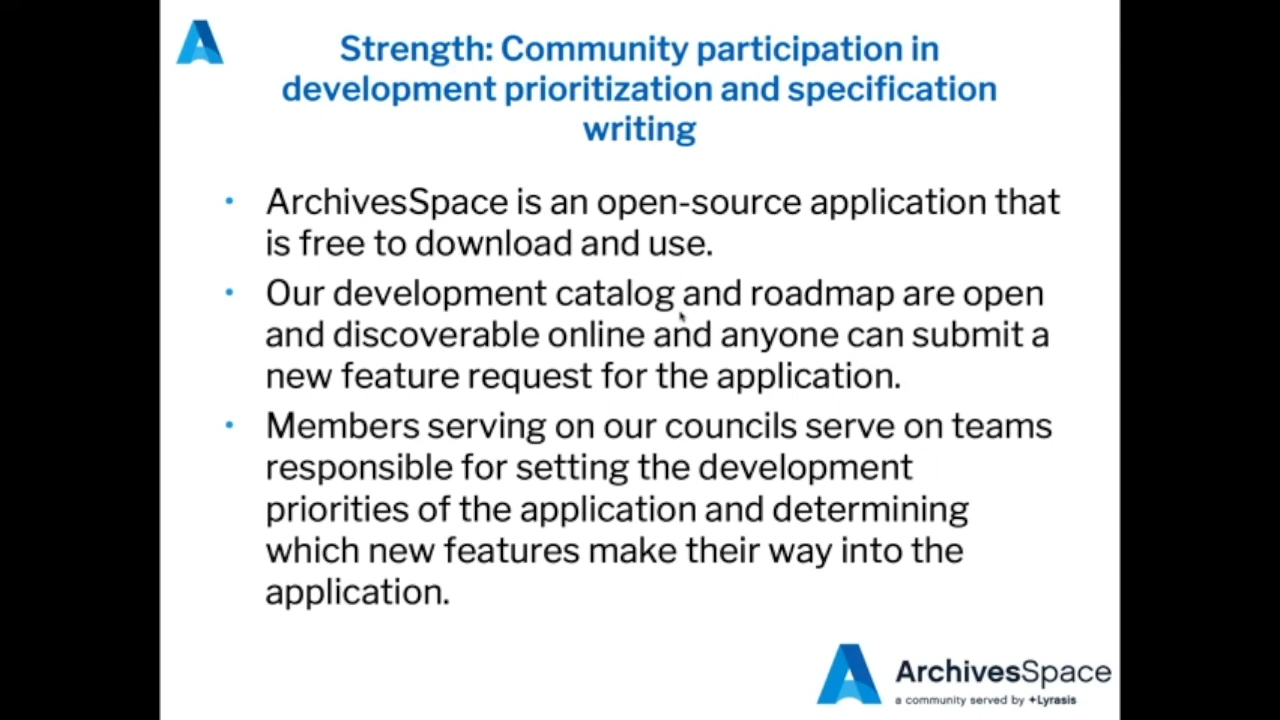 Strength: Community participation in
development prioritization and specification
writing
• ArchivesSpace is an open-source application that
is free to download and use.
• Our development catalog and roadmap are open
and discoverable online and anyone can submit a
new feature request for the application.
• Members serving on our councils serve on teams
responsible for setting the development
priorities of the application and determining
which new features make their way into the
application.
ArchivesSpace
a community served by +Lyrasis